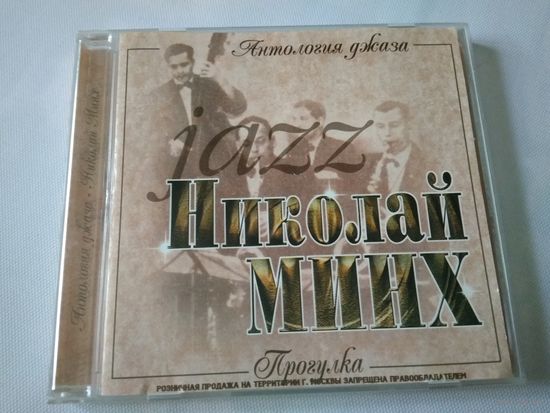 Антология джаза
jazz
Николай
МИНХ
Прогулка
РОЗНИЧНАЯ ПРОДАЖА НА ТЕРРИТОРИИ Г. МОСКВЫ ЗАПРЕЩЕНА ПРАВООБЛАДАТЕЛЕМ
Антология джаза • Николай Минх